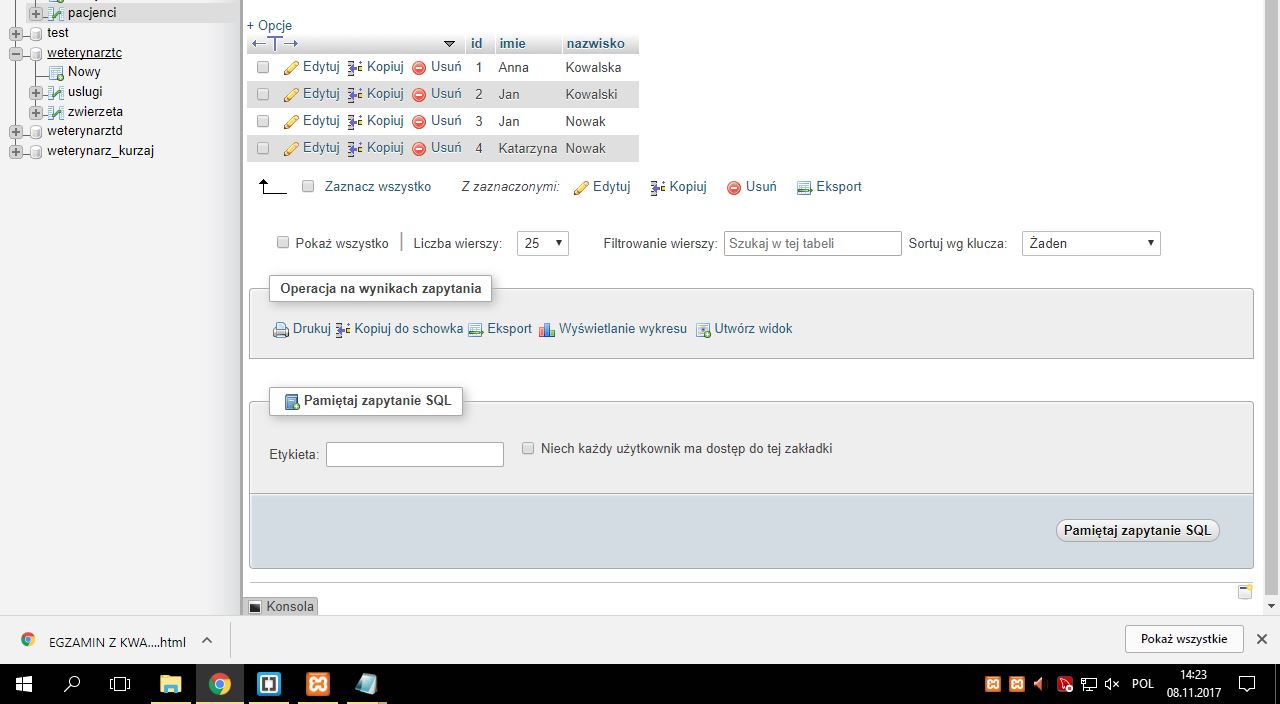 pacjenci
test
weterynarztc
Nowy
usługi
zwierzeta
weterynarztd
weterynarz_kurzaj
+ Opcje
id imie nazwisko
Edytuj Kopiuj Usuń 1 Anna Kowalska
Edytuj Kopiuj Usuń 2 Jan Kowalski
Edytuj Kopiuj Usuń 3 Jan Nowak
Edytuj Kopiuj Usuń 4 Katarzyna Nowak
Zaznacz wszystko Z zaznaczonymi: Edytuj Kopiuj Usuń Eksport
Pokaż wszystko Liczba wierszy: 25 Filtrowanie wierszy: Szukaj w tej tabeli Sortuj wg klucza: Żaden
Operacja na wynikach zapytania
Drukuj Kopiuj do schowka Eksport Wyświetlanie wykresu Utwórz widok
Pamiętaj zapytanie SQL
Etykieta: Niech każdy użytkownik ma dostęp do tej zakładki
Pamiętaj zapytanie SQL
Konsola
EGZAMIN Z KWA....html Pokaż wszystkie
POL 14:23
08.11.2017